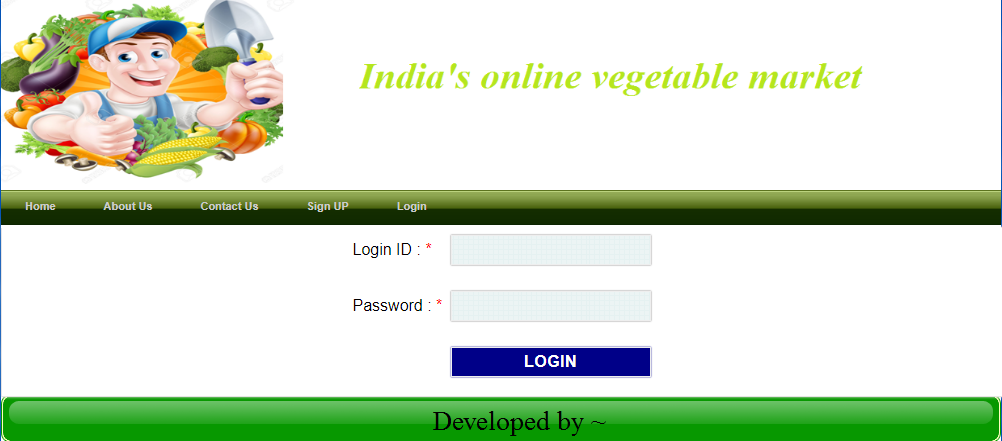 India's online vegetable market
Home About Us Contact Us Sign UP Login
Login ID : *
Password : *
LOGIN
Developed by ~